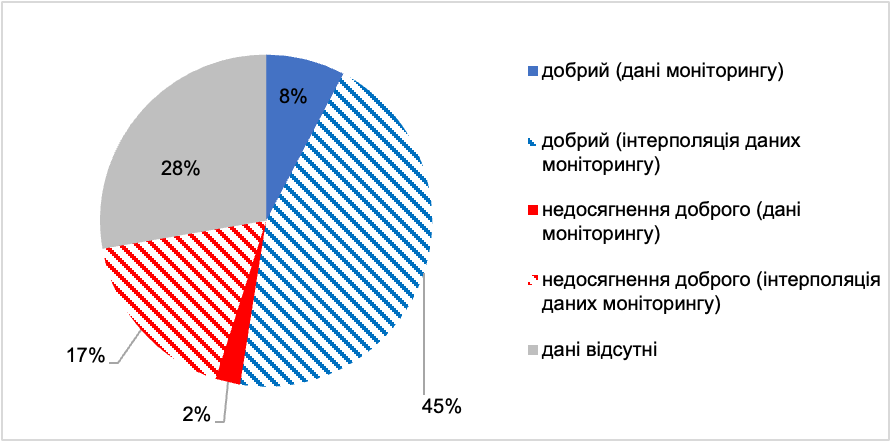 8%
45%
2%
17%
28%
добрий (дані моніторингу)
добрий (інтерполяція даних
моніторингу)
недосягнення доброго (дані
моніторингу)
недосягнення доброго (інтерполяція
даних моніторингу)
дані відсутні